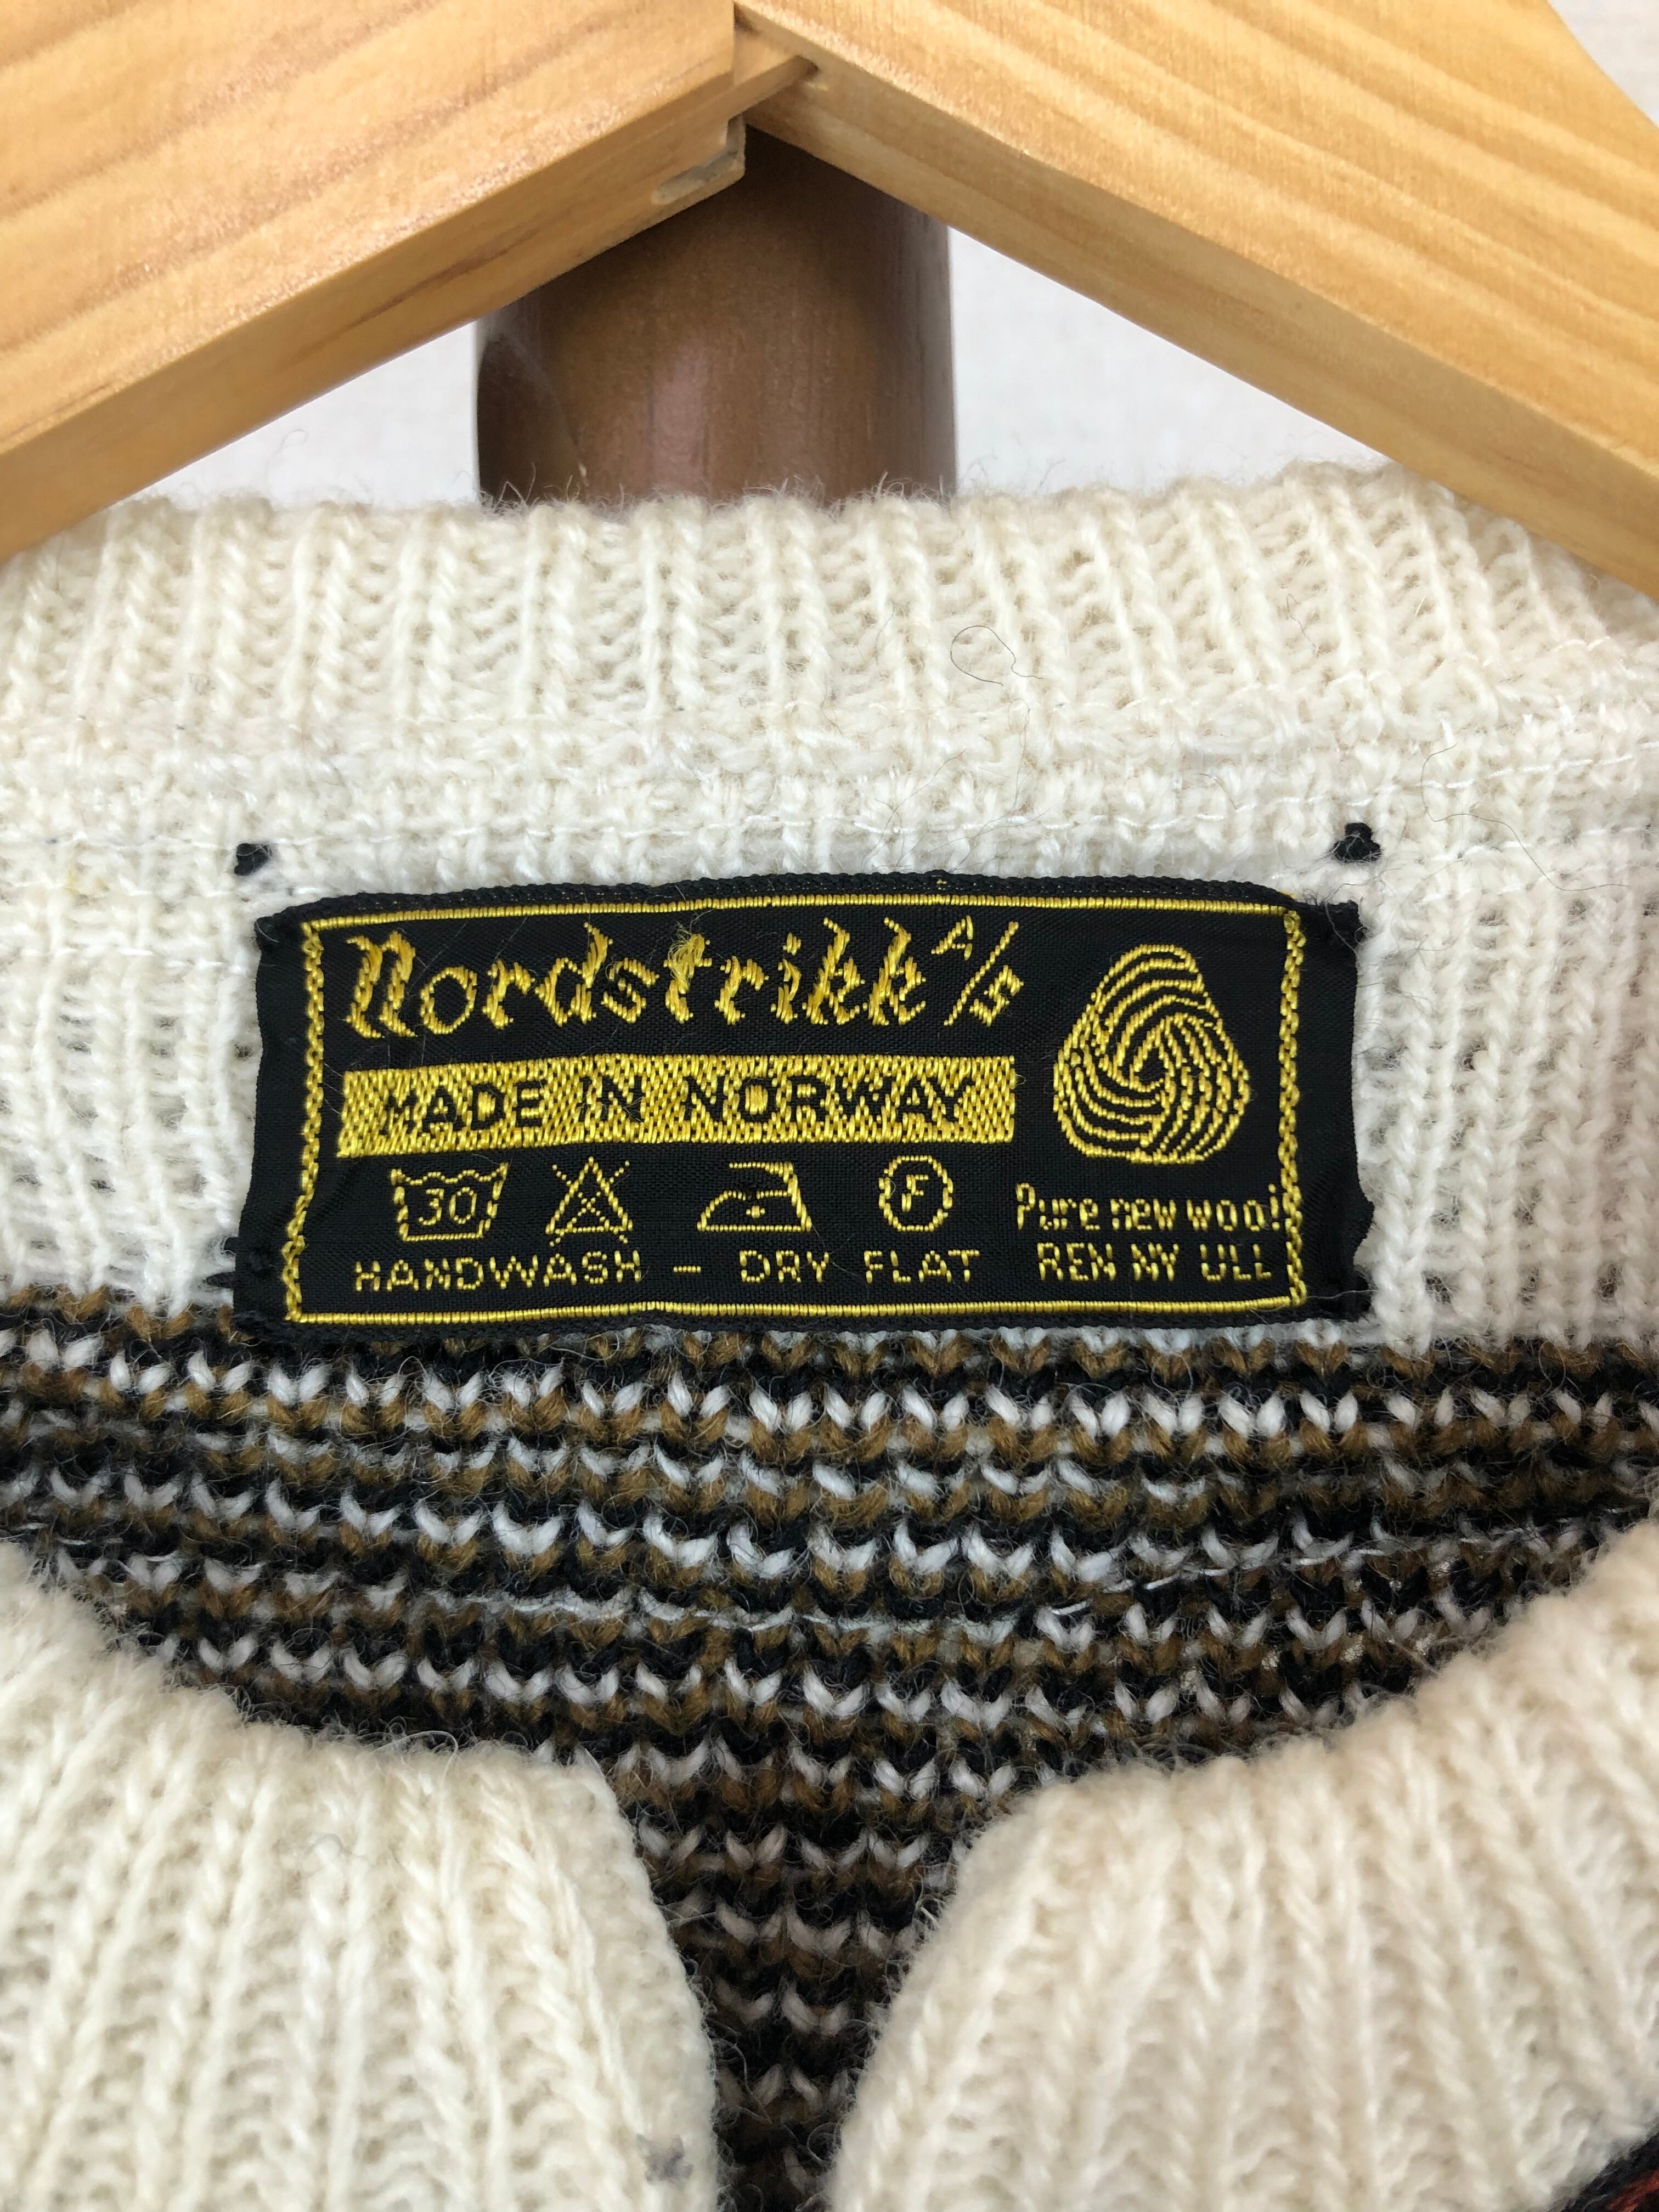 Nordstrikk A/S
MADE IN NORWAY
30 F
HANDWASH - DRY FLAT
Pure new wool
REN NY ULL